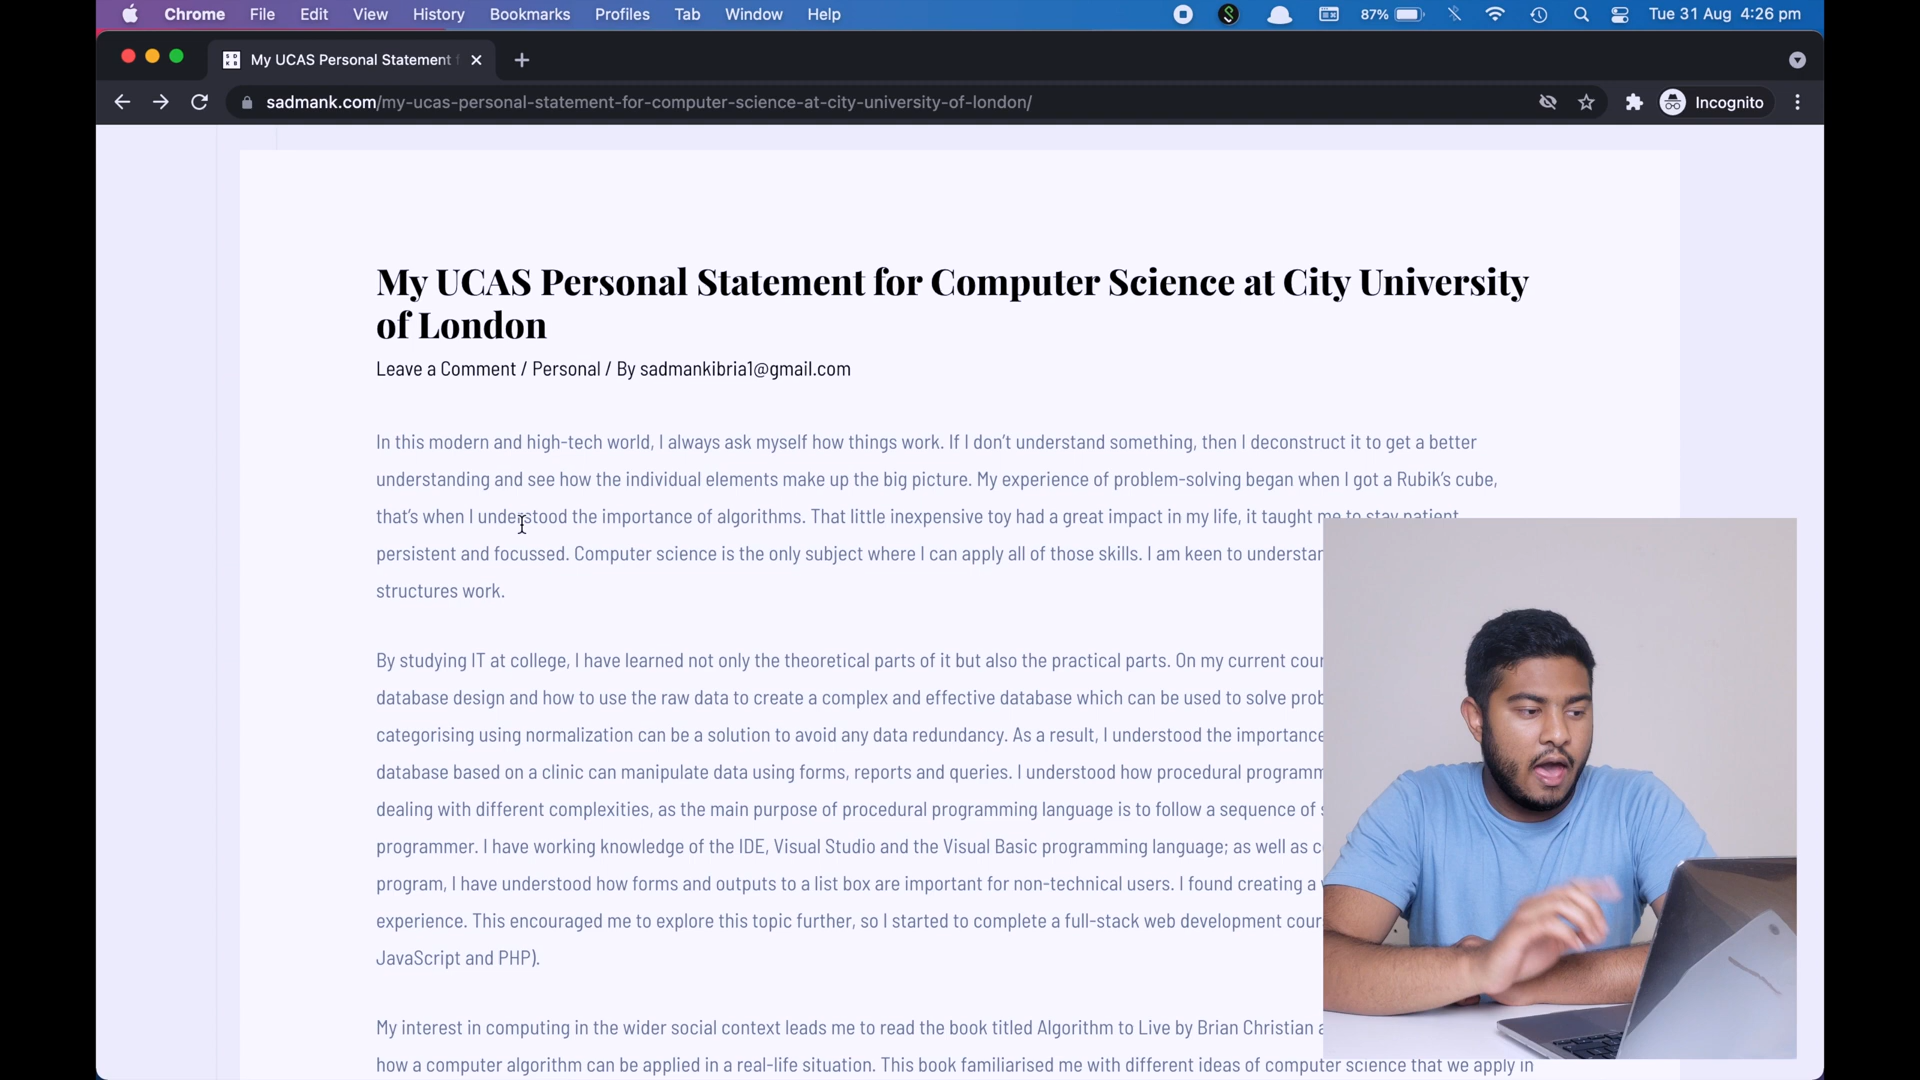 Chrome File Edit View History Bookmarks Profiles Tab Window Help 87% Tue 31 Aug 4:26 pm
My UCAS Personal Statement
sadmank.com/my-ucas-personal-statement-for-computer-science-at-city-university-of-london/ Incognito
My UCAS Personal Statement for Computer Science at City University
of London
Leave a Comment / Personal / By sadmankibria1@gmail.com
In this modern and high-tech world, I always ask myself how things work. If I don't understand something, then I deconstruct it to get a better
understanding and see how the individual elements make up the big picture. My experience of problem-solving began when I got a Rubik's cube,
that's when I understood the importance of algorithms. That little inexpensive toy had a great impact in my life, it taught me to stay patient
persistent and focussed. Computer science is the only subject where I can apply all of those skills. I am keen to understan
structures work.
By studying IT at college, I have learned not only the theoretical parts of it but also the practical parts. On my current cour
database design and how to use the raw data to create a complex and effective database which can be used to solve prob
categorising using normalization can be a solution to avoid any data redundancy. As a result, I understood the importance
database based on a clinic can manipulate data using forms, reports and queries. I understood how procedural programm
dealing with different complexities, as the main purpose of procedural programming language is to follow a sequence of s
programmer. I have working knowledge of the IDE, Visual Studio and the Visual Basic programming language; as well as c
program, I have understood how forms and outputs to a list box are important for non-technical users. I found creating a
experience. This encouraged me to explore this topic further, so I started to complete a full-stack web development cour
JavaScript and PHP).
My interest in computing in the wider social context leads me to read the book titled Algorithm to Live by Brian Christian a
how a computer algorithm can be applied in a real-life situation. This book familiarised me with different ideas of computer science that we apply in